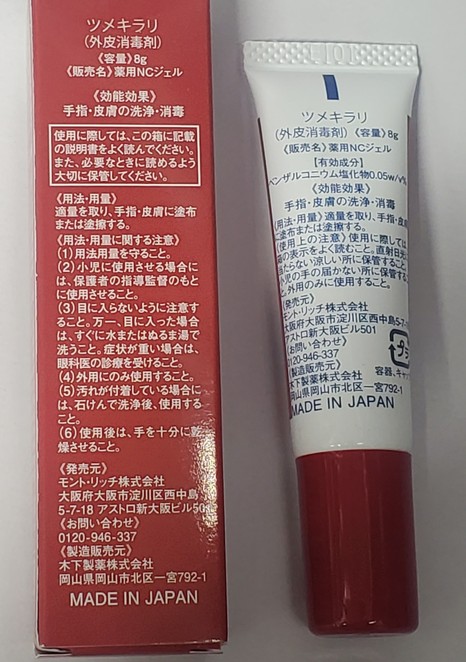 ツメキラリ
(外皮消毒剤)
《容量》8g
《販売名》薬用NCジェル
《効能効果》
手指・皮膚の洗浄・消毒
使用に際しては、この箱に記載
の説明書をよく読んでください。
また、必要なときに読めるよう
大切に保管してください。
《用法・用量》
適量を取り、手指・皮膚に塗布
または塗擦する。
《用法・用量に関する注意》
(1)用法用量を守ること。
(2)小児に使用させる場合に
は、保護者の指導監督のもと
に使用させること。
(3)目に入らないように注意す
ること。万一、目に入った場合
は、すぐに水またはぬるま湯で
洗うこと。症状が重い場合は、
眼科医の診療を受けること。
(4)外用にのみ使用すること。
(5)汚れが付着している場合に
は、石けんで洗浄後、使用する
こと。
(6)使用後は、手を十分に乾
燥させること。
《発売元》
モント・リッチ株式会社
大阪府大阪市淀川区西中島
5-7-18 アストロ新大阪ビル50
《お問い合わせ》
0120-946-337
《製造販売元》
木下製薬株式会社
岡山県岡山市北区一宮792-1
MADE IN JAPAN
ツメキラリ
(外皮消毒剤)《容量》8g
《販売名》薬用NCジェル
【有効成分】
ベンザルコニウム塩化物0.05w/v%
《効能効果》
手指・皮膚の洗浄・消毒
《用法・用量》適量を取り、手指・皮
に塗布または塗擦する。
《使用上の注意》使用に際して
箱の表示をよく読むこと。直射日光
当たらない涼しい所に保管するこ
小児の手の届かない所に保管する
と。外用のみに使用すること。
《発売元》
モント・リッチ株式会社
大阪府大阪市淀川区西中島5-7-
アストロ新大阪ビル501
《お問い合わせ》
0120-946-337
《製造販売元》
木下製薬株式会社
岡山県岡山市北区一宮792-1
MADE IN JAPAN
プラ
容器、キャッ